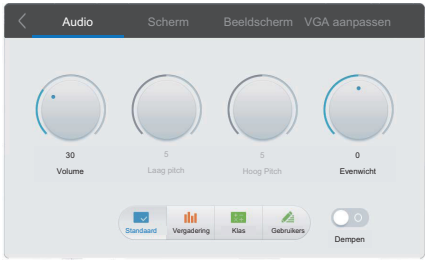 Audio Scherm Beeldscherm VGA aanpassen
30 5 5 0
Volume Laag pitch Hoog Pitch Evenwicht
Standaard Vergadering Klas Gebruikers
Dempen